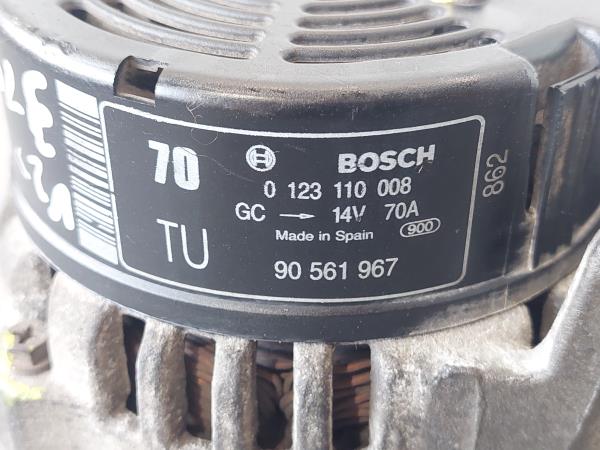 70 BOSCH
0 123 110 008
GC → 14V 70A
Made in Spain 900
TU 90 561 967
862